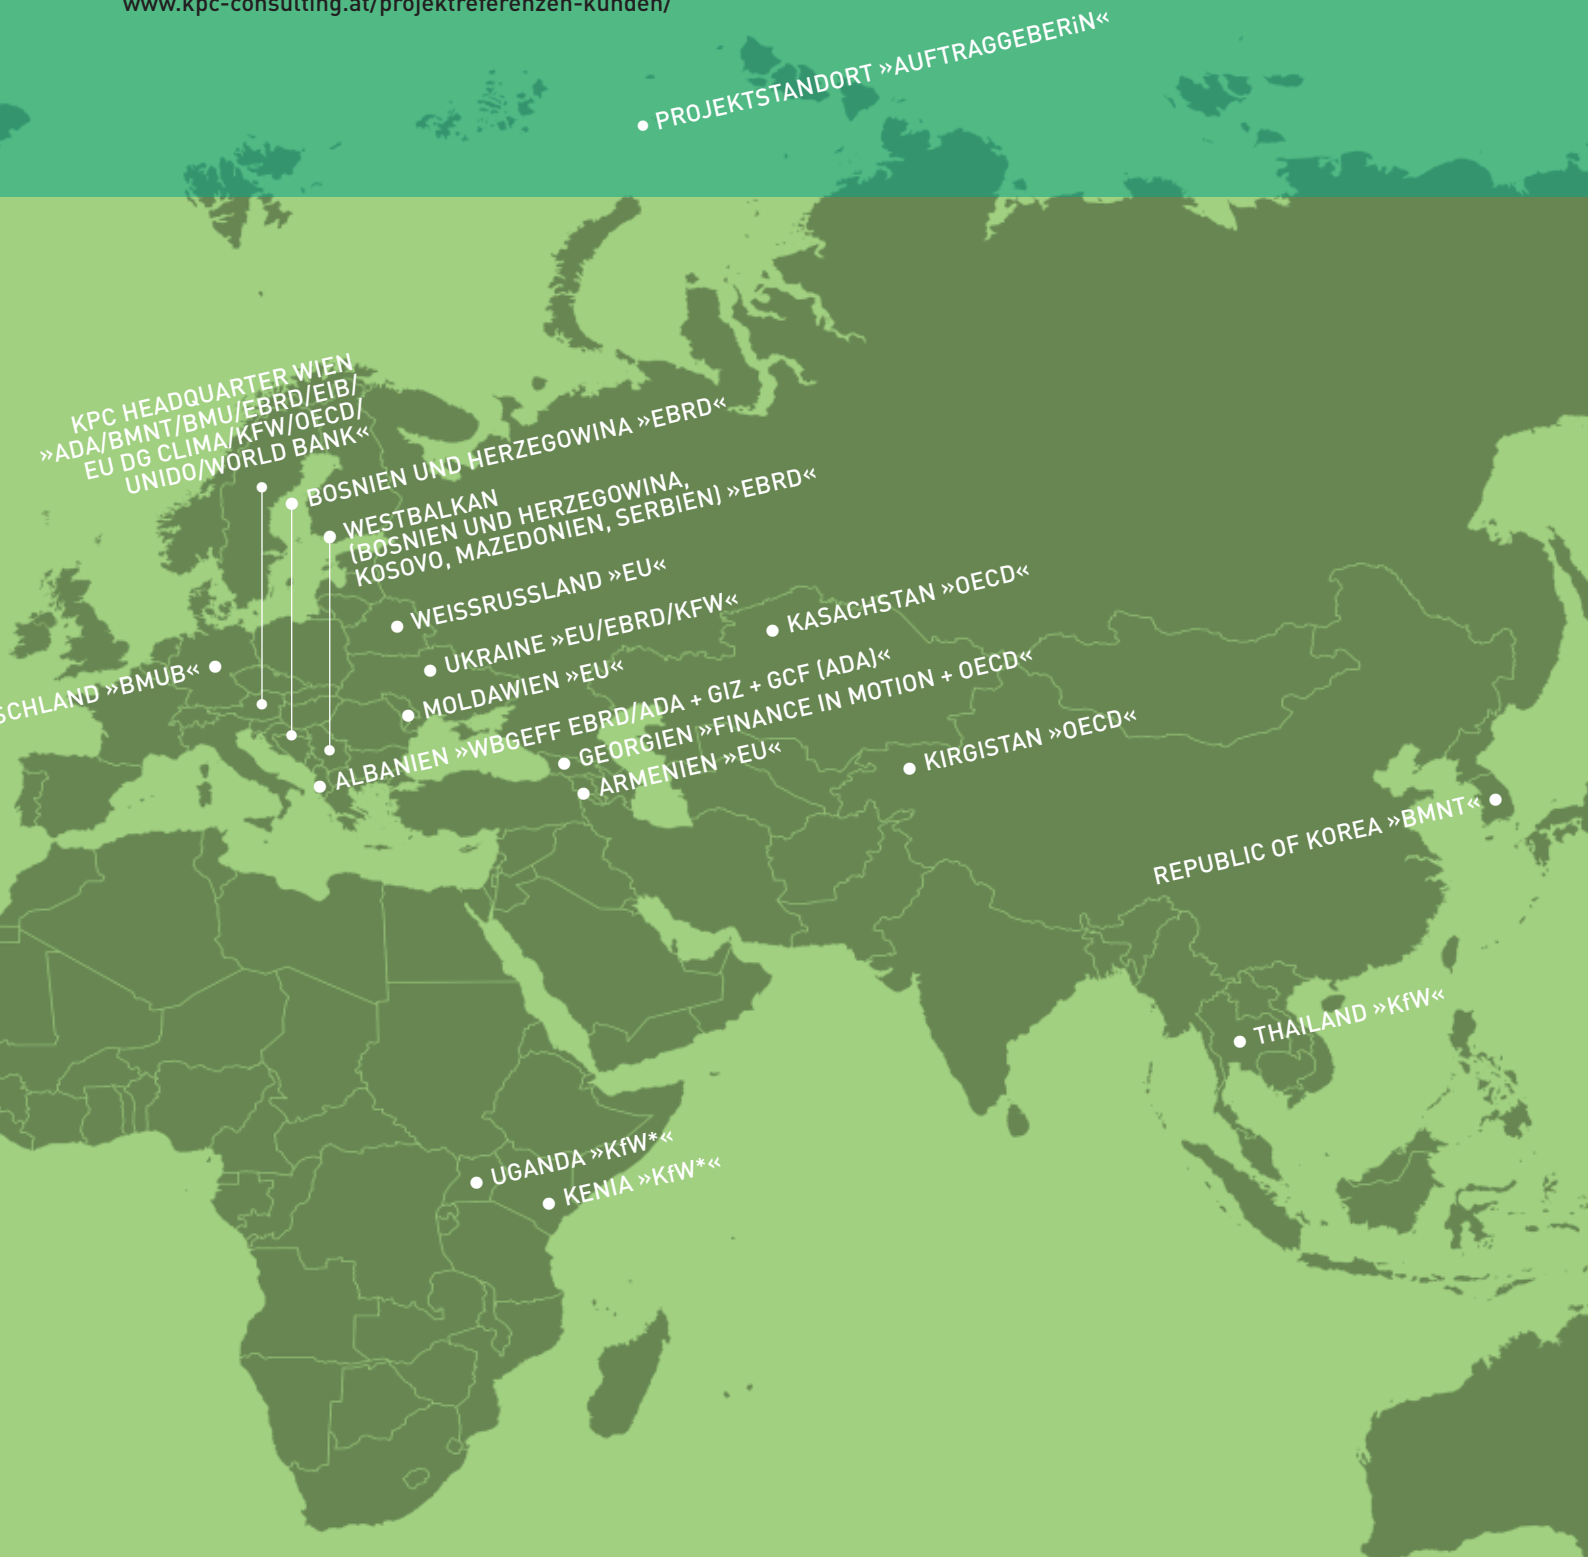 www.kpc-consulting.at/projektreferenzen-kunden/
PROJEKTSTANDORT »AUFTRAGGEBERiN«
KPC HEADQUARTER WIEN
»ADA/BMNT/BMU/EBRD/EIB/
EU DG CLIMA/KFW/OECD/
UNIDO/WORLD BANK«
BOSNIEN UND HERZEGOWINA »EBRD«
WESTBALKAN
(BOSNIEN UND HERZEGOWINA,
KOSOVO, MAZEDONIEN, SERBIEN) »EBRD«
WEISSRUSSLAND »EU«
KASACHSTAN »OECD«
UKRAINE »EU/EBRD/KFW«
SCHLAND »BMUB«
MOLDAWIEN »EU«
ALBANIEN »WBGEFF EBRD/ADA + GIZ + GCF (ADA)«
GEORGIEN »FINANCE IN MOTION + OECD«
ARMENIEN »EU«
KIRGISTAN »OECD«
REPUBLIC OF KOREA »BMNT«
THAILAND »KfW«
UGANDA »KfW*«
KENIA »KfW*«